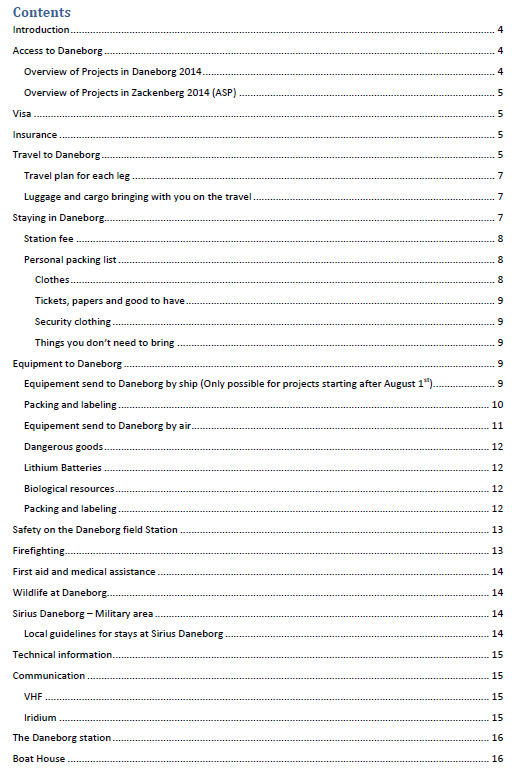 Contents
Introduction 4
Access to Daneborg 4
Overview of Projects in Daneborg 2014 4
Overview of Projects in Zackenberg 2014 (ASP) 5
Visa 5
Insurance 5
Travel to Daneborg 5
Travel plan for each leg 7
Luggage and cargo bringing with you on the travel 7
Staying in Daneborg 7
Station fee 8
Personal packing list 8
Clothes 8
Tickets, papers and good to have 9
Security clothing 9
Things you don't need to bring 9
Equipment to Daneborg 9
Equipement send to Daneborg by ship (Only possible for projects starting after August 1st) 9
Packing and labeling 10
Equipement send to Daneborg by air 11
Dangerous goods 12
Lithium Batteries 12
Biological resources 12
Packing and labeling 12
Safety on the Daneborg field Station 13
Firefighting 13
First aid and medical assistance 14
Wildlife at Daneborg 14
Sirius Daneborg – Military area 14
Local guidelines for stays at Sirius Daneborg 14
Technical information 15
Communication 15
VHF 15
Iridium 15
The Daneborg station 16
Boat House 16